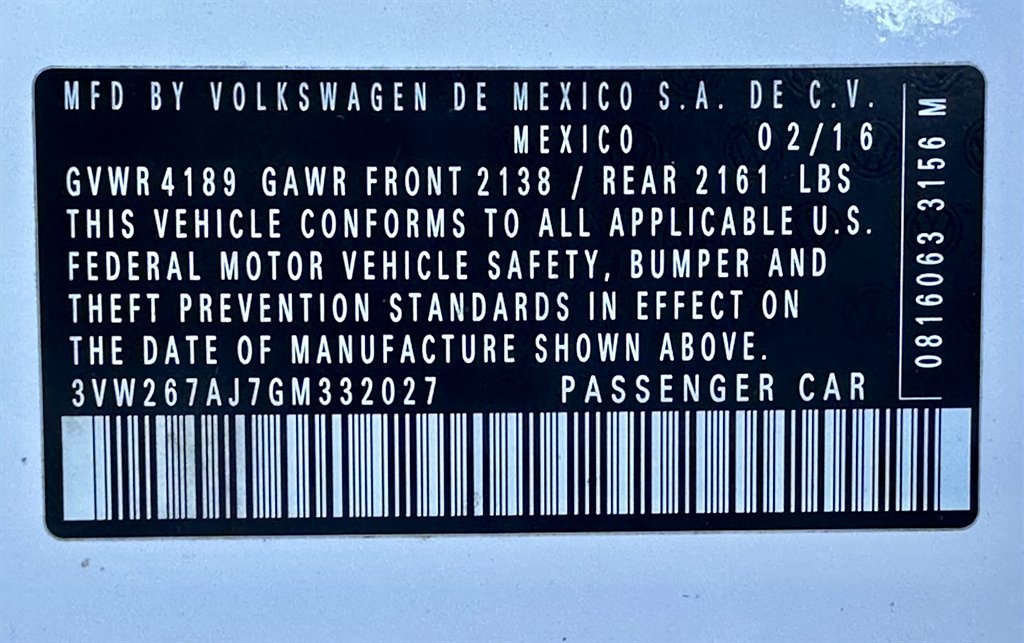 MFD BY VOLKSWAGEN DE MEXICO S.A. DE C.V.
MEXICO 02/16
GVWR 4189 GAWR FRONT 2138 / REAR 2161 LBS
THIS VEHICLE CONFORMS TO ALL APPLICABLE U.S.
FEDERAL MOTOR VEHICLE SAFETY, BUMPER AND
THEFT PREVENTION STANDARDS IN EFFECT ON
THE DATE OF MANUFACTURE SHOWN ABOVE.
3VW267AJ7GM332027 PASSENGER CAR
0816063 3156 M